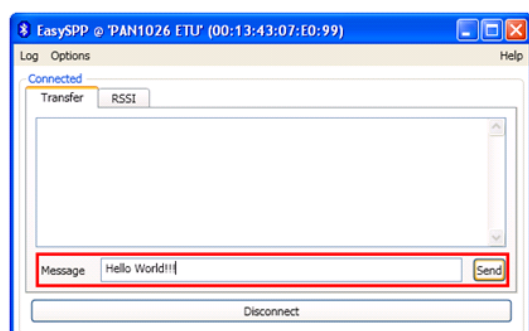 EasySPP @ 'PAN1026 ETU' (00:13:43:07:E0:99)
Log Options Help
Connected
Transfer RSSI
Message Hello World!!! Send
Disconnect